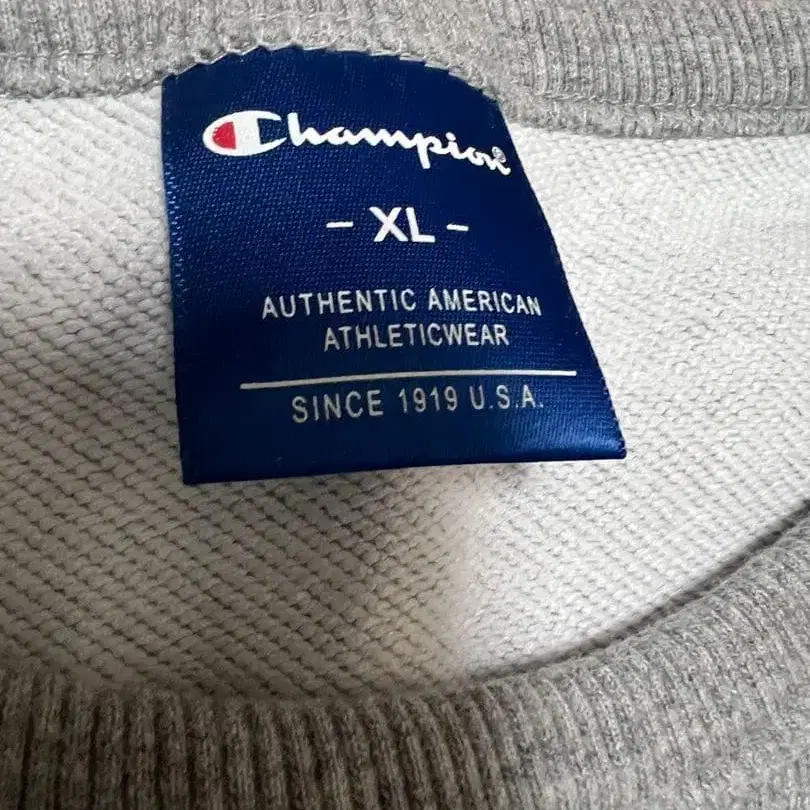 Champion®
- XL -
AUTHENTIC AMERICAN
ATHLETICWEAR
SINCE 1919 U.S.A.